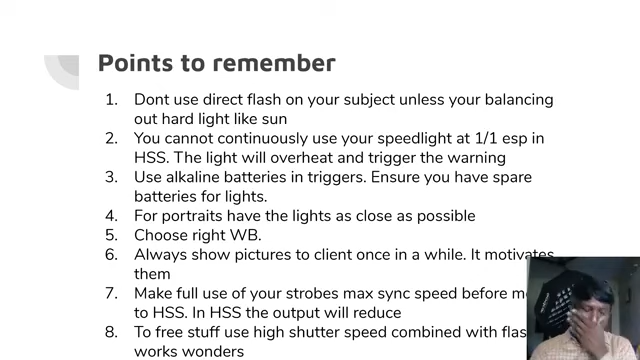 Points to remember
1. Dont use direct flash on your subject unless your balancing
out hard light like sun
2. You cannot continuously use your speedlight at 1/1 esp in
HSS. The light will overheat and trigger the warning
3. Use alkaline batteries in triggers. Ensure you have spare
batteries for lights.
4. For portraits have the lights as close as possible
5. Choose right WB.
6. Always show pictures to client once in a while. It motivates
them
7. Make full use of your strobes max sync speed before
to HSS. In HSS the output will reduce
8. To free stuff use high shutter speed combined with
works wonders